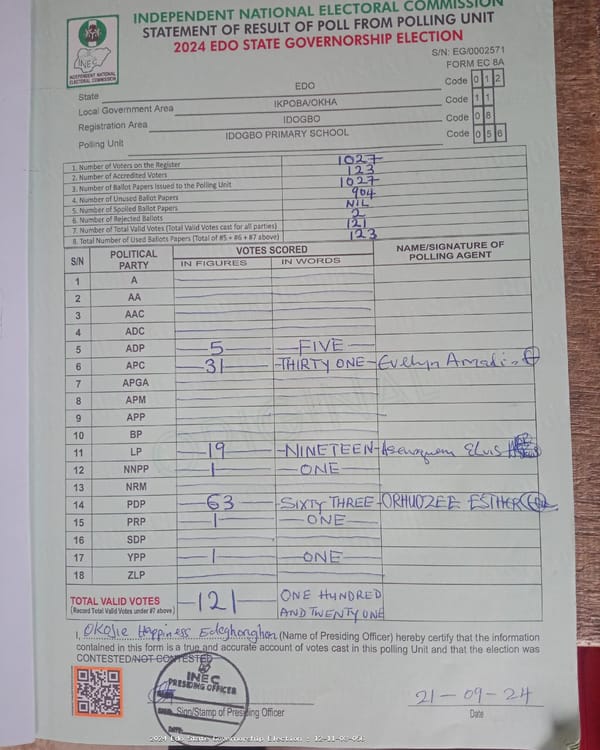 INDEPENDENT NATIONAL ELECTORAL COMMISSION
STATEMENT OF RESULT OF POLL FROM POLLING UNIT
2024 EDO STATE GOVERNORSHIP ELECTION
INEC
INDEPENDENT NATIONAL
ELECTORAL COMMISSION
S/N: EG/0002571
FORM EC 8A
State EDO Code 0 1 2
Local Government Area IKPOBA/OKHA Code 1 1
Registration Area IDOGBO Code 0 8
Polling Unit IDOGBO PRIMARY SCHOOL Code 0 5 6
1. Number of Voters on the Register 1027
2. Number of Accredited Voters 123
3. Number of Ballot Papers Issued to the Polling Unit 1027
4. Number of Unused Ballot Papers 904
5. Number of Spoiled Ballot Papers NIL
6. Number of Rejected Ballots 2
7. Number of Total Valid Votes (Total Valid Votes cast for all parties) 121
8. Total Number of Used Ballots Papers (Total of #5 + #6 + #7 above) 123
S/N POLITICAL PARTY VOTES SCORED NAME/SIGNATURE OF POLLING AGENT
IN FIGURES IN WORDS
1 A
2 AA
3 AAC
4 ADC
5 ADP 5 FIVE
6 APC 31 THIRTY ONE Evelyn Amadin
7 APGA
8 APM
9 APP
10 BP
11 LP 19 NINETEEN Elvis
12 NNPP 1 ONE
13 NRM
14 PDP 63 SIXTY THREE ORHUOZEE ESTHER
15 PRP 1 ONE
16 SDP
17 YPP 1 ONE
18 ZLP
TOTAL VALID VOTES 121 ONE HUNDRED
(Record Total Valid Votes under #7 above) AND TWENTY ONE
I, Okojie Happiness Edeghonghon (Name of Presiding Officer) hereby certify that the information
contained in this form is a true and accurate account of votes cast in this polling Unit and that the election was
CONTESTED/NOT CONTESTED
INEC
PRESIDING OFFICER
Sign/Stamp of Presiding Officer
21-09-24
Date
2024 Edo State Governorship Election : 12-11-08-056